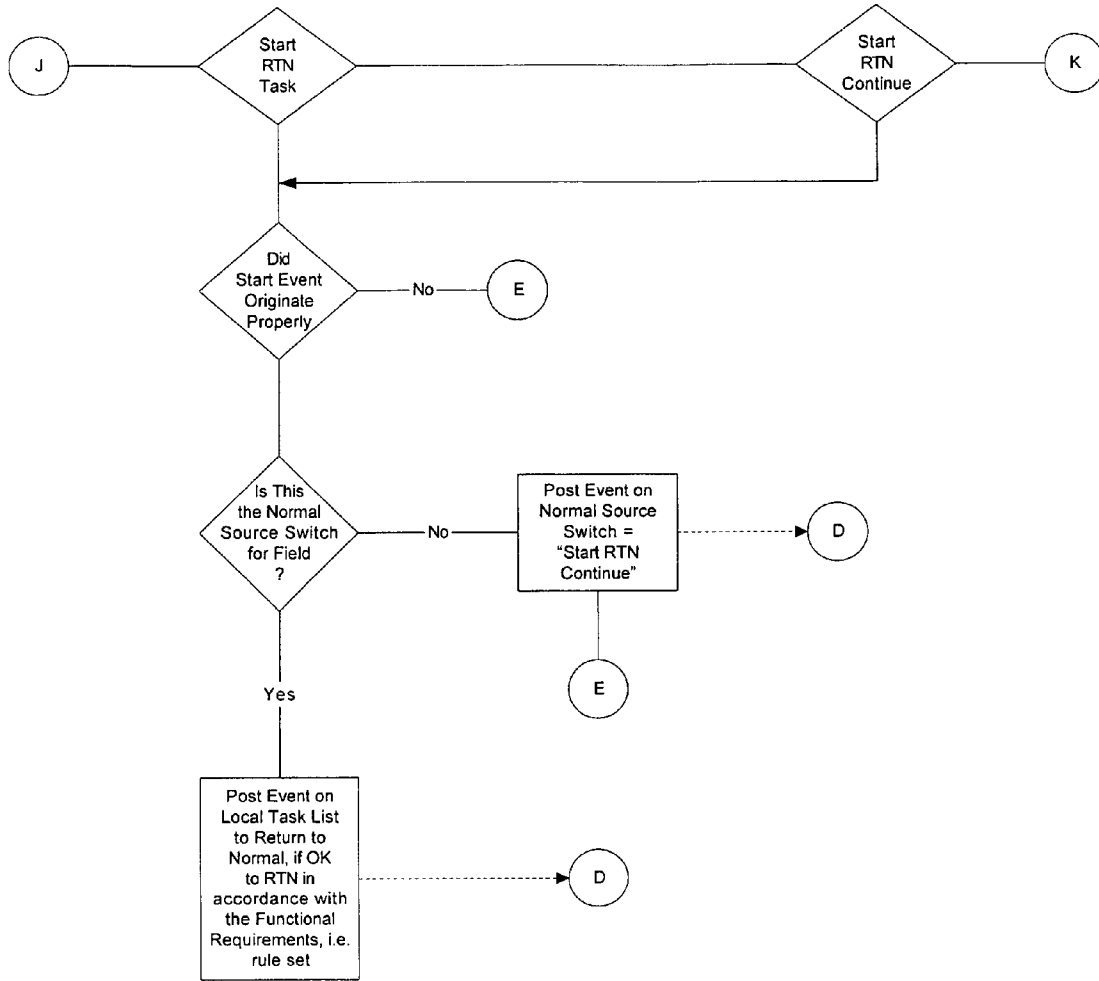 J
Start
RTN
Task
Start
RTN
Continue
K
Did
Start Event
Originate
Properly
No
E
Is This
the Normal
Source Switch
for Field
?
No
Post Event on
Normal Source
Switch =
“Start RTN
Continue”
D
E
Yes
Post Event on
Local Task List
to Return to
Normal, if OK
to RTN in
accordance with
the Functional
Requirements, i.e.
rule set
D